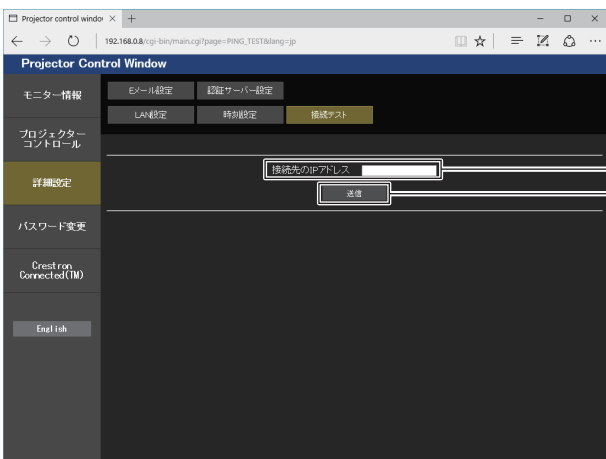 Projector control windov
192.168.0.8/cgi-bin/main.cgi?page=PING_TEST&lang=jp
Projector Control Window
モニター情報
Eメール設定 認証サーバー設定
LAN設定 時刻設定 接続テスト
プロジェクター
コントロール
接続先のIPアドレス
詳細設定
送信
パスワード変更
Crestron
Connected(TM)
English